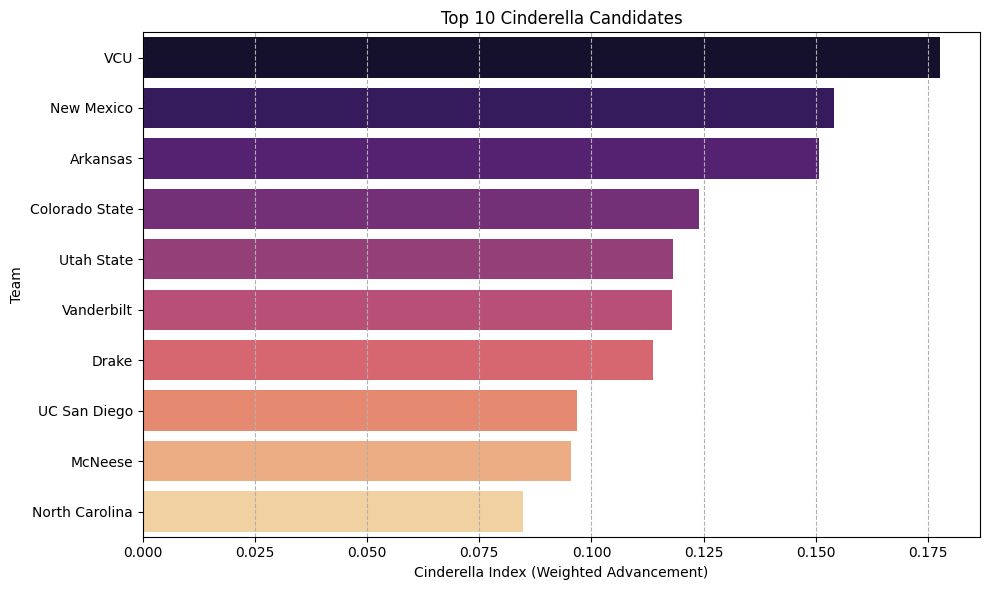 Top 10 Cinderella Candidates
Team
VCU
New Mexico
Arkansas
Colorado State
Utah State
Vanderbilt
Drake
UC San Diego
McNeese
North Carolina
0.000 0.025 0.050 0.075 0.100 0.125 0.150 0.175
Cinderella Index (Weighted Advancement)